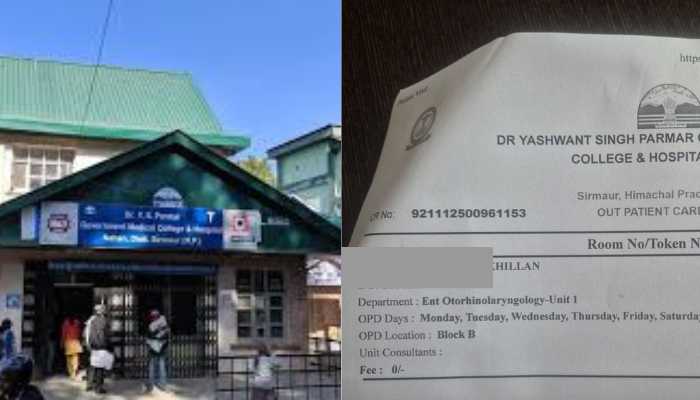 Dr. Y. S. Parmar
Government Medical College & Hospital
Nahan, Distt. Sirmour (H.P.)
https
DR YASHWANT SINGH PARMAR
COLLEGE & HOSPITA
Sirmaur, Himachal Prad
OUT PATIENT CAR
CR No: 921112500961153
Room No/Token N
KHILLAN
Department : Ent Otorhinolaryngology-Unit 1
OPD Days : Monday, Tuesday, Wednesday, Thursday, Friday, Saturday
OPD Location : Block B
Unit Consultants :
Fee : 0/-